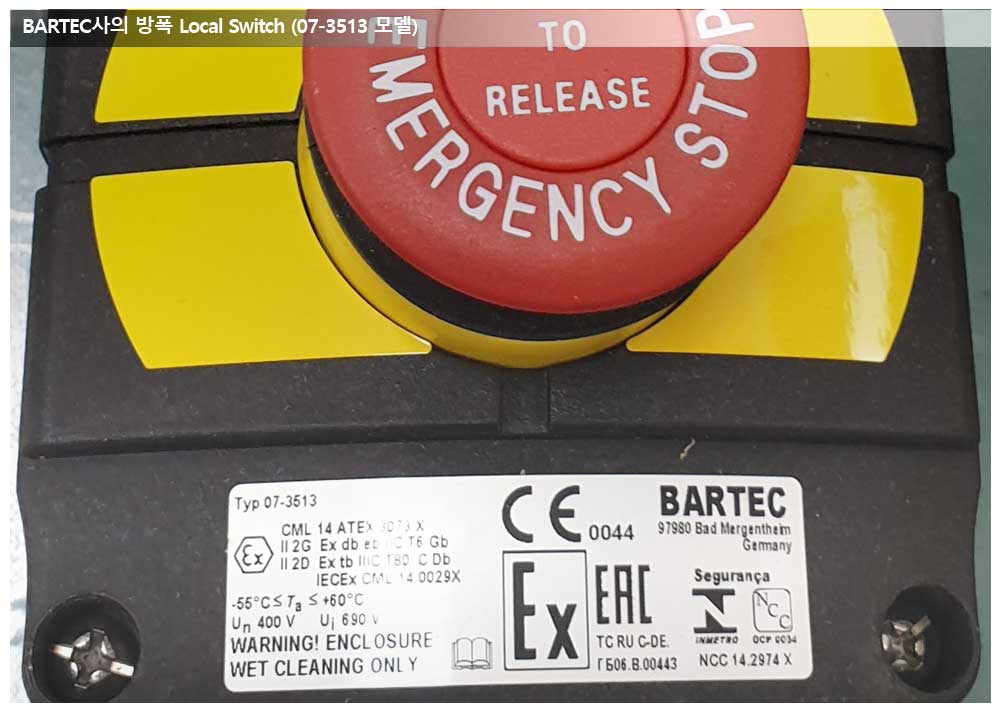 BARTEC사의 방폭 Local Switch (07-3513 모델)
TO
RELEASE
EMERGENCY STOP
Typ 07-3513
CML 14 ATEX 3073 X
Ex
II 2G Ex db eb IIC T6 Gb
II 2D Ex tb IIIC T80 C Db
IECEx CML 14.0029X
-55°C ≤ Ta ≤ +60°C
Un 400 V Ui 690 V
WARNING! ENCLOSURE
WET CLEANING ONLY
CE 0044
Ex
BARTEC
97980 Bad Mergentheim
Germany
EAC
TC RU C-DE.
ГБ06.B.00443
Segurança
INMETRO
NCC
OCP 0034
NCC 14.2974 X